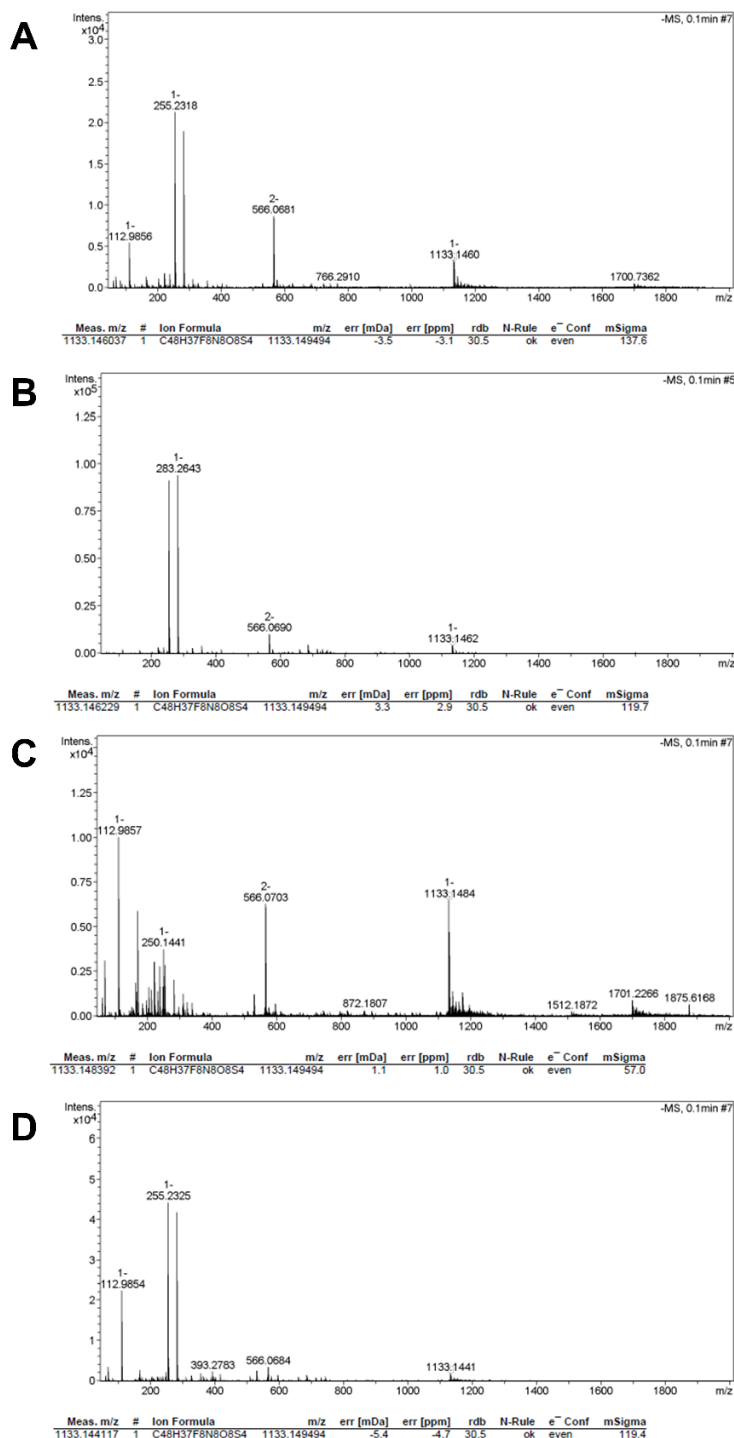 A
Intens.
x10⁴
-MS, 0.1min #7
3.0
2.5
2.0
1.5
1.0
0.5
0.0
1-
255.2318
1-
112.9856
2-
566.0681
766.2910
1-
1133.1460
1700.7362
200 400 600 800 1000 1200 1400 1600 1800 m/z
Meas. m/z # Ion Formula m/z err [mDa] err [ppm] rdb N-Rule e⁻ Conf mSigma
1133.146037 1 C48H37F8N8O8S4 1133.149494 -3.5 -3.1 30.5 ok even 137.6
B
Intens.
x10⁵
-MS, 0.1min #5
1.25
1.00
0.75
0.50
0.25
0.00
1-
283.2643
2-
566.0690
1-
1133.1462
200 400 600 800 1000 1200 1400 1600 1800 m/z
Meas. m/z # Ion Formula m/z err [mDa] err [ppm] rdb N-Rule e⁻ Conf mSigma
1133.146229 1 C48H37F8N8O8S4 1133.149494 3.3 2.9 30.5 ok even 119.7
C
Intens.
x10⁴
-MS, 0.1min #7
1.25
1.00
0.75
0.50
0.25
0.00
1-
112.9857
1-
250.1441
2-
566.0703
872.1807
1-
1133.1484
1512.1872
1701.2266
1875.6168
200 400 600 800 1000 1200 1400 1600 1800 m/z
Meas. m/z # Ion Formula m/z err [mDa] err [ppm] rdb N-Rule e⁻ Conf mSigma
1133.148392 1 C48H37F8N8O8S4 1133.149494 1.1 1.0 30.5 ok even 57.0
D
Intens.
x10⁴
-MS, 0.1min #7
6
5
4
3
2
1
0
1-
255.2325
1-
112.9854
393.2783
566.0684
1133.1441
200 400 600 800 1000 1200 1400 1600 1800 m/z
Meas. m/z # Ion Formula m/z err [mDa] err [ppm] rdb N-Rule e⁻ Conf mSigma
1133.144117 1 C48H37F8N8O8S4 1133.149494 -5.4 -4.7 30.5 ok even 119.4